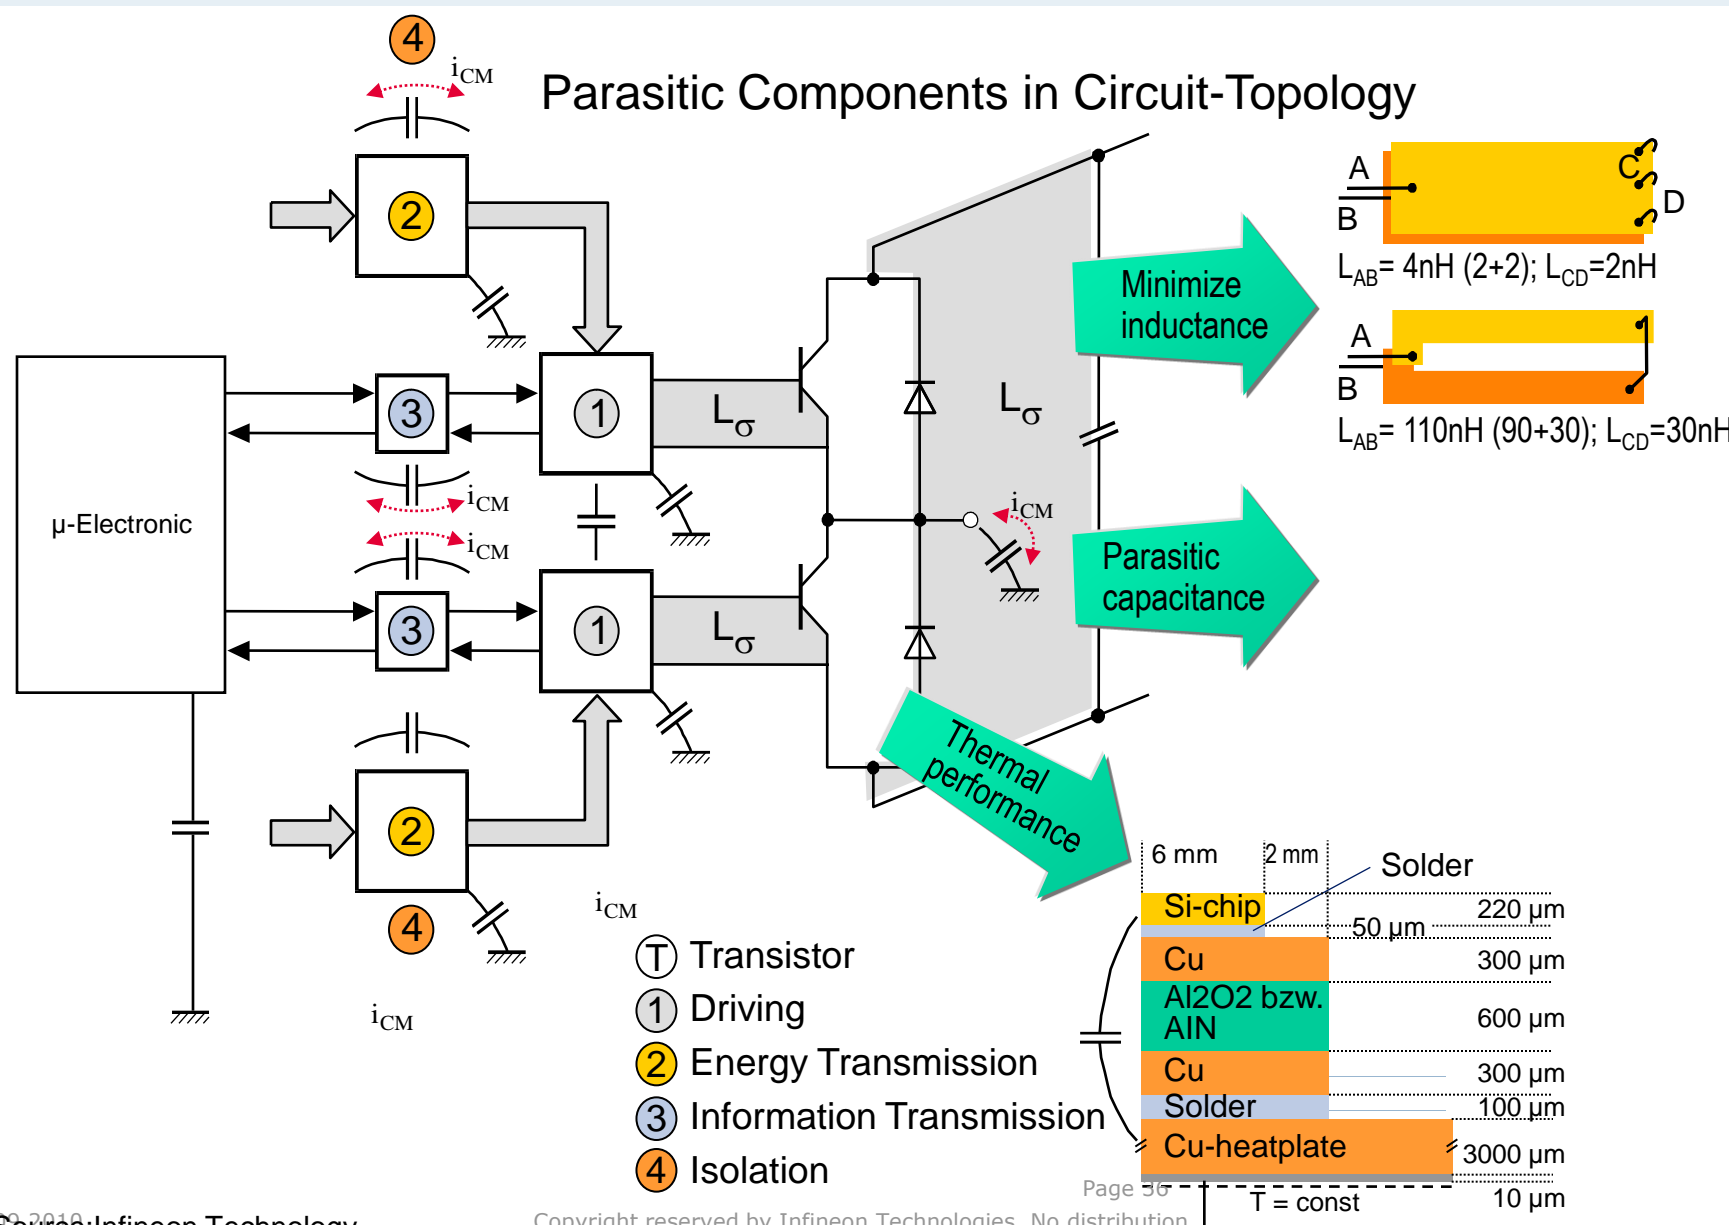 4
iCM
Parasitic Components in Circuit-Topology
A
B
C
D
LAB= 4nH (2+2); LCD=2nH
2
Minimize
inductance
A
B
LAB= 110nH (90+30); LCD=30nH
3
1
Lσ
Lσ
iCM
iCM
iCM
µ-Electronic
Parasitic
capacitance
3
1
Lσ
Thermal
performance
2
4
iCM
iCM
6 mm
2 mm
Solder
Si-chip
220 µm
50 µm
Cu
300 µm
Al2O2 bzw.
AlN
600 µm
Cu
300 µm
Solder
100 µm
Cu-heatplate
3000 µm
T = const
10 µm
T Transistor
1 Driving
2 Energy Transmission
3 Information Transmission
4 Isolation
Page 36
Source:Infineon Technology
Copyright reserved by Infineon Technologies. No distribution